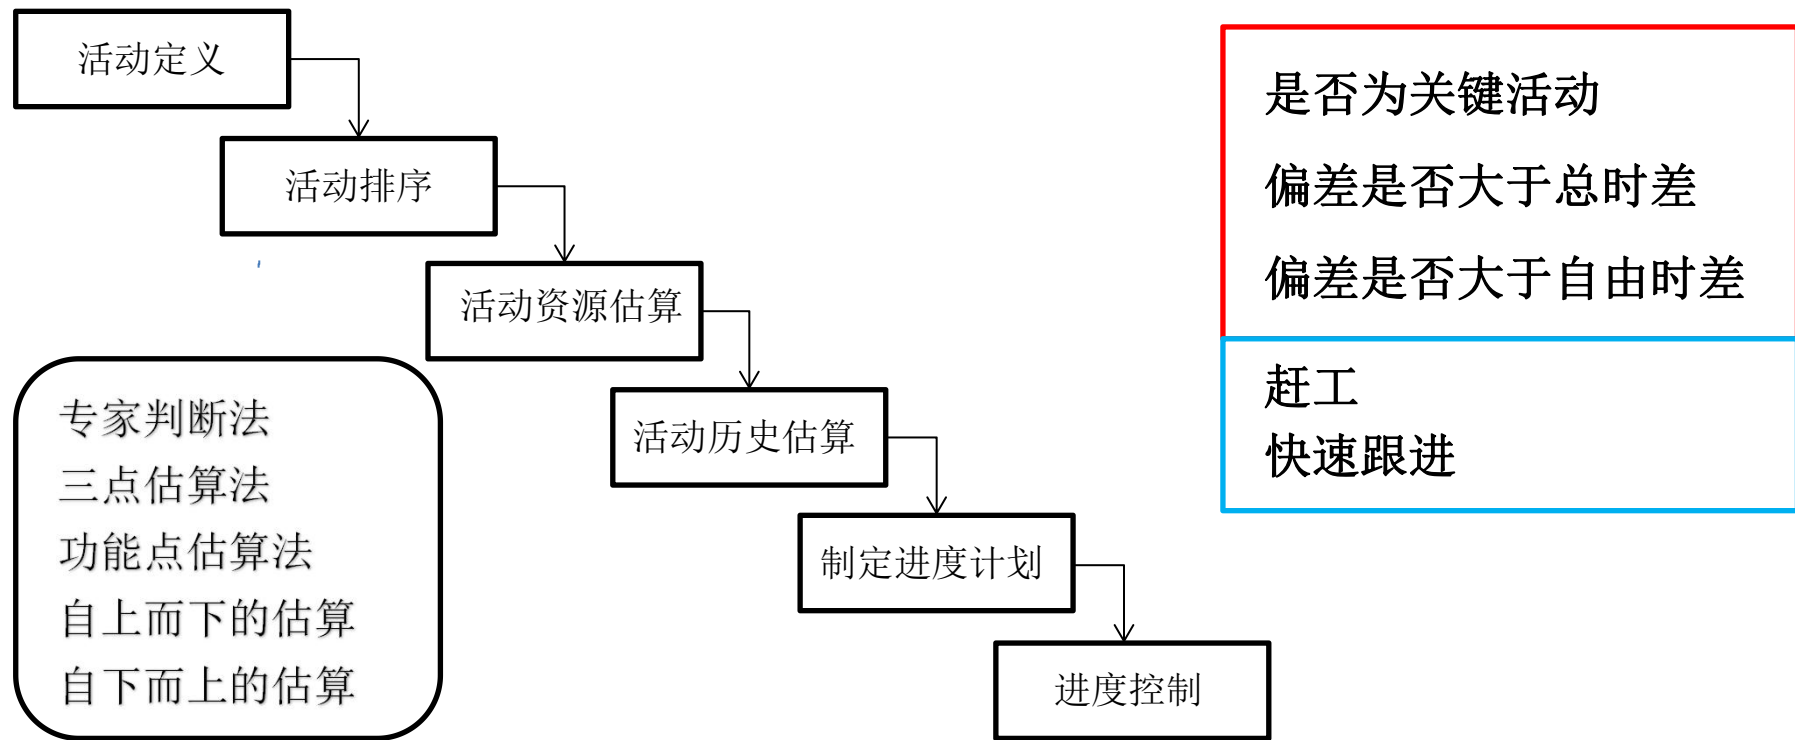 活动定义
活动排序
活动资源估算
活动历史估算
制定进度计划
进度控制
专家判断法
三点估算法
功能点估算法
自上而下的估算
自下而上的估算
是否为关键活动
偏差是否大于总时差
偏差是否大于自由时差
赶工
快速跟进